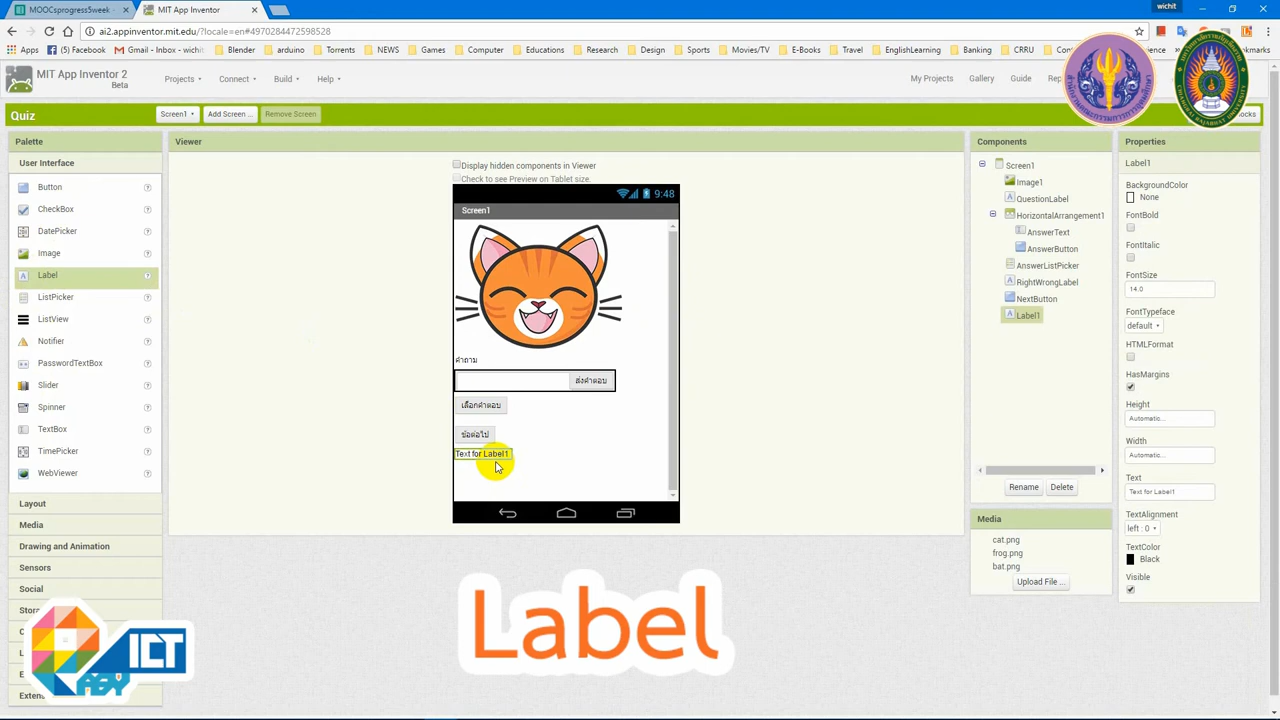 MOOCsprogress5week
MIT App Inventor
wichit
ai2.appinventor.mit.edu/?locale=en#4970284472598528
Apps
(5) Facebook
Gmail - Inbox - wichit
Blender
arduino
Torrents
NEWS
Games
Computer
Educations
Research
Design
Sports
Movies/TV
E-Books
Travel
EnglishLearning
Banking
CRRU
MIT App Inventor 2
Beta
Projects
Connect
Build
Help
My Projects
Gallery
Guide
Quiz
Screen1
Add Screen ...
Remove Screen
Palette
Viewer
Components
Properties
User Interface
Button
CheckBox
DatePicker
Image
Label
ListPicker
ListView
Notifier
PasswordTextBox
Slider
Spinner
TextBox
TimePicker
WebViewer
Layout
Media
Drawing and Animation
Sensors
Social
Display hidden components in Viewer
Check to see Preview on Tablet size.
9:48
Screen1
คำถาม
ส่งคำตอบ
เลือกคำตอบ
ข้อต่อไป
Text for Label1
Screen1
Image1
QuestionLabel
HorizontalArrangement1
AnswerText
AnswerButton
AnswerListPicker
RightWrongLabel
NextButton
Label1
Rename
Delete
Media
cat.png
frog.png
bat.png
Upload File ...
Label1
BackgroundColor
None
FontBold
FontItalic
FontSize
14.0
FontTypeface
default
HTMLFormat
HasMargins
Height
Automatic...
Width
Automatic...
Text
Text for Label1
TextAlignment
left : 0
TextColor
Black
Visible
Label
ICT